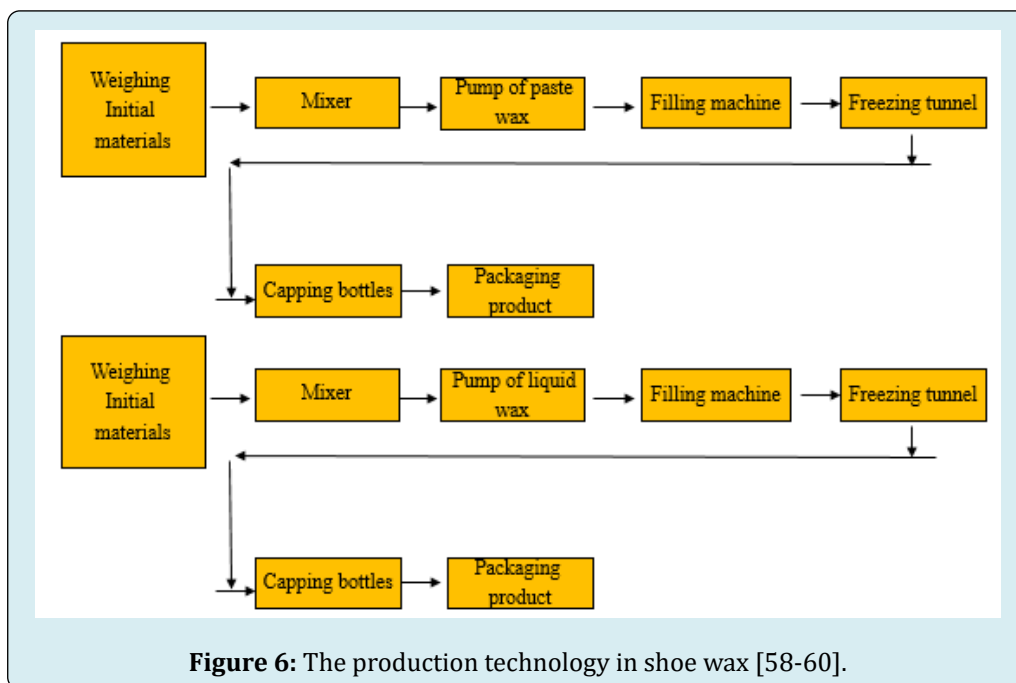 Weighing
Initial
materials
Mixer
Pump of paste
wax
Filling machine
Freezing tunnel
Capping bottles
Packaging
product
Weighing
Initial
materials
Mixer
Pump of liquid
wax
Filling machine
Freezing tunnel
Capping bottles
Packaging
product
Figure 6: The production technology in shoe wax [58-60].